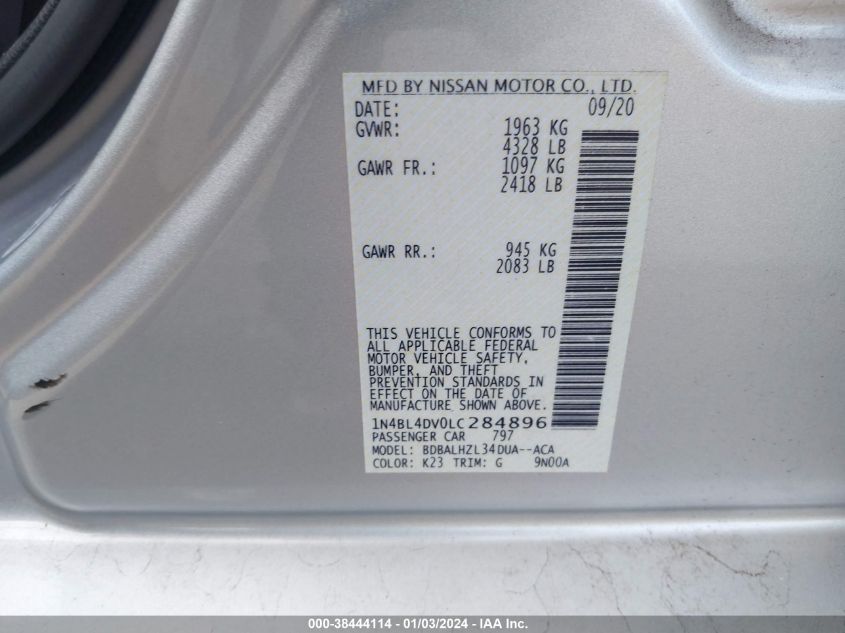 MFD BY NISSAN MOTOR CO., LTD.
DATE: 09/20
GVWR: 1963 KG
4328 LB
GAWR FR.: 1097 KG
2418 LB
GAWR RR.: 945 KG
2083 LB
THIS VEHICLE CONFORMS TO
ALL APPLICABLE FEDERAL
MOTOR VEHICLE SAFETY,
BUMPER, AND THEFT
PREVENTION STANDARDS IN
EFFECT ON THE DATE OF
MANUFACTURE SHOWN ABOVE.
1N4BL4DV0LC284896
PASSENGER CAR 797
MODEL: BDBALHZL34DUA--ACA
COLOR: K23 TRIM: G 9N00A
000-38444114 - 01/03/2024 - IAA Inc.